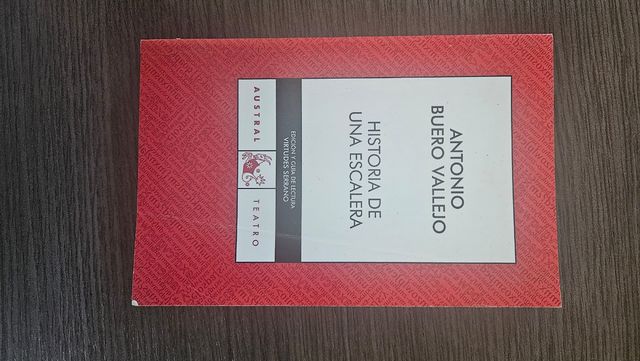 ANTONIO
BUERO VALLEJO
HISTORIA DE
UNA ESCALERA
EDICIÓN Y GUÍA DE LECTURA
VIRTUDES SERRANO
AUSTRAL TEATRO